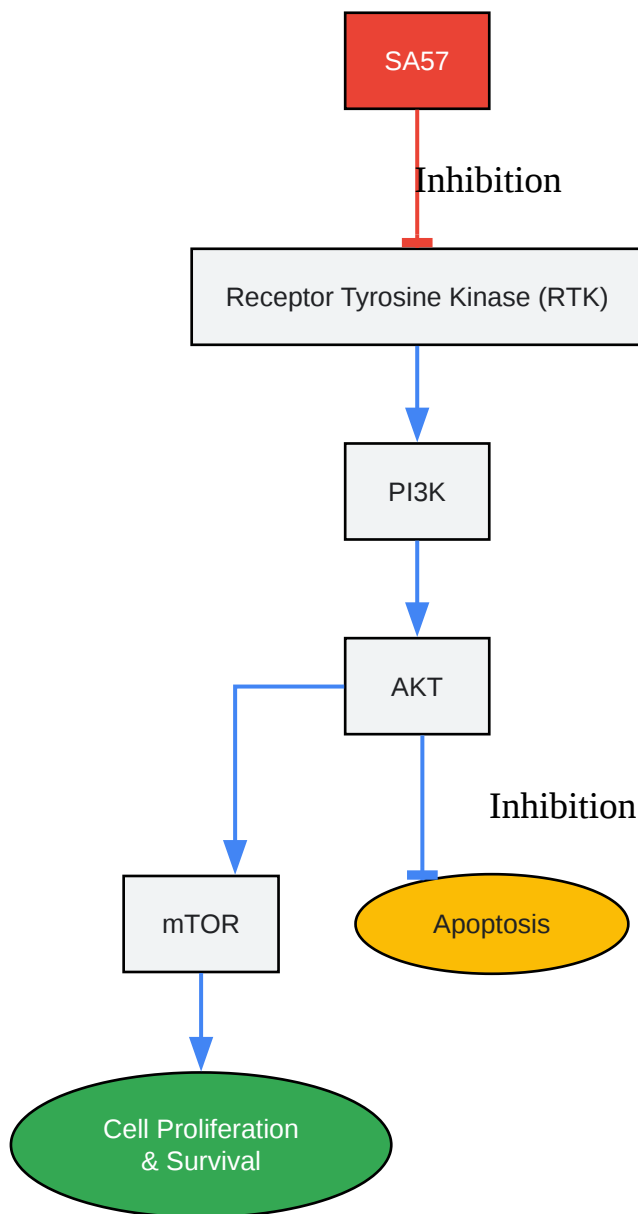 SA57
Inhibition
Receptor Tyrosine Kinase (RTK)
PI3K
AKT
Inhibition
mTOR
Apoptosis
Cell Proliferation
& Survival